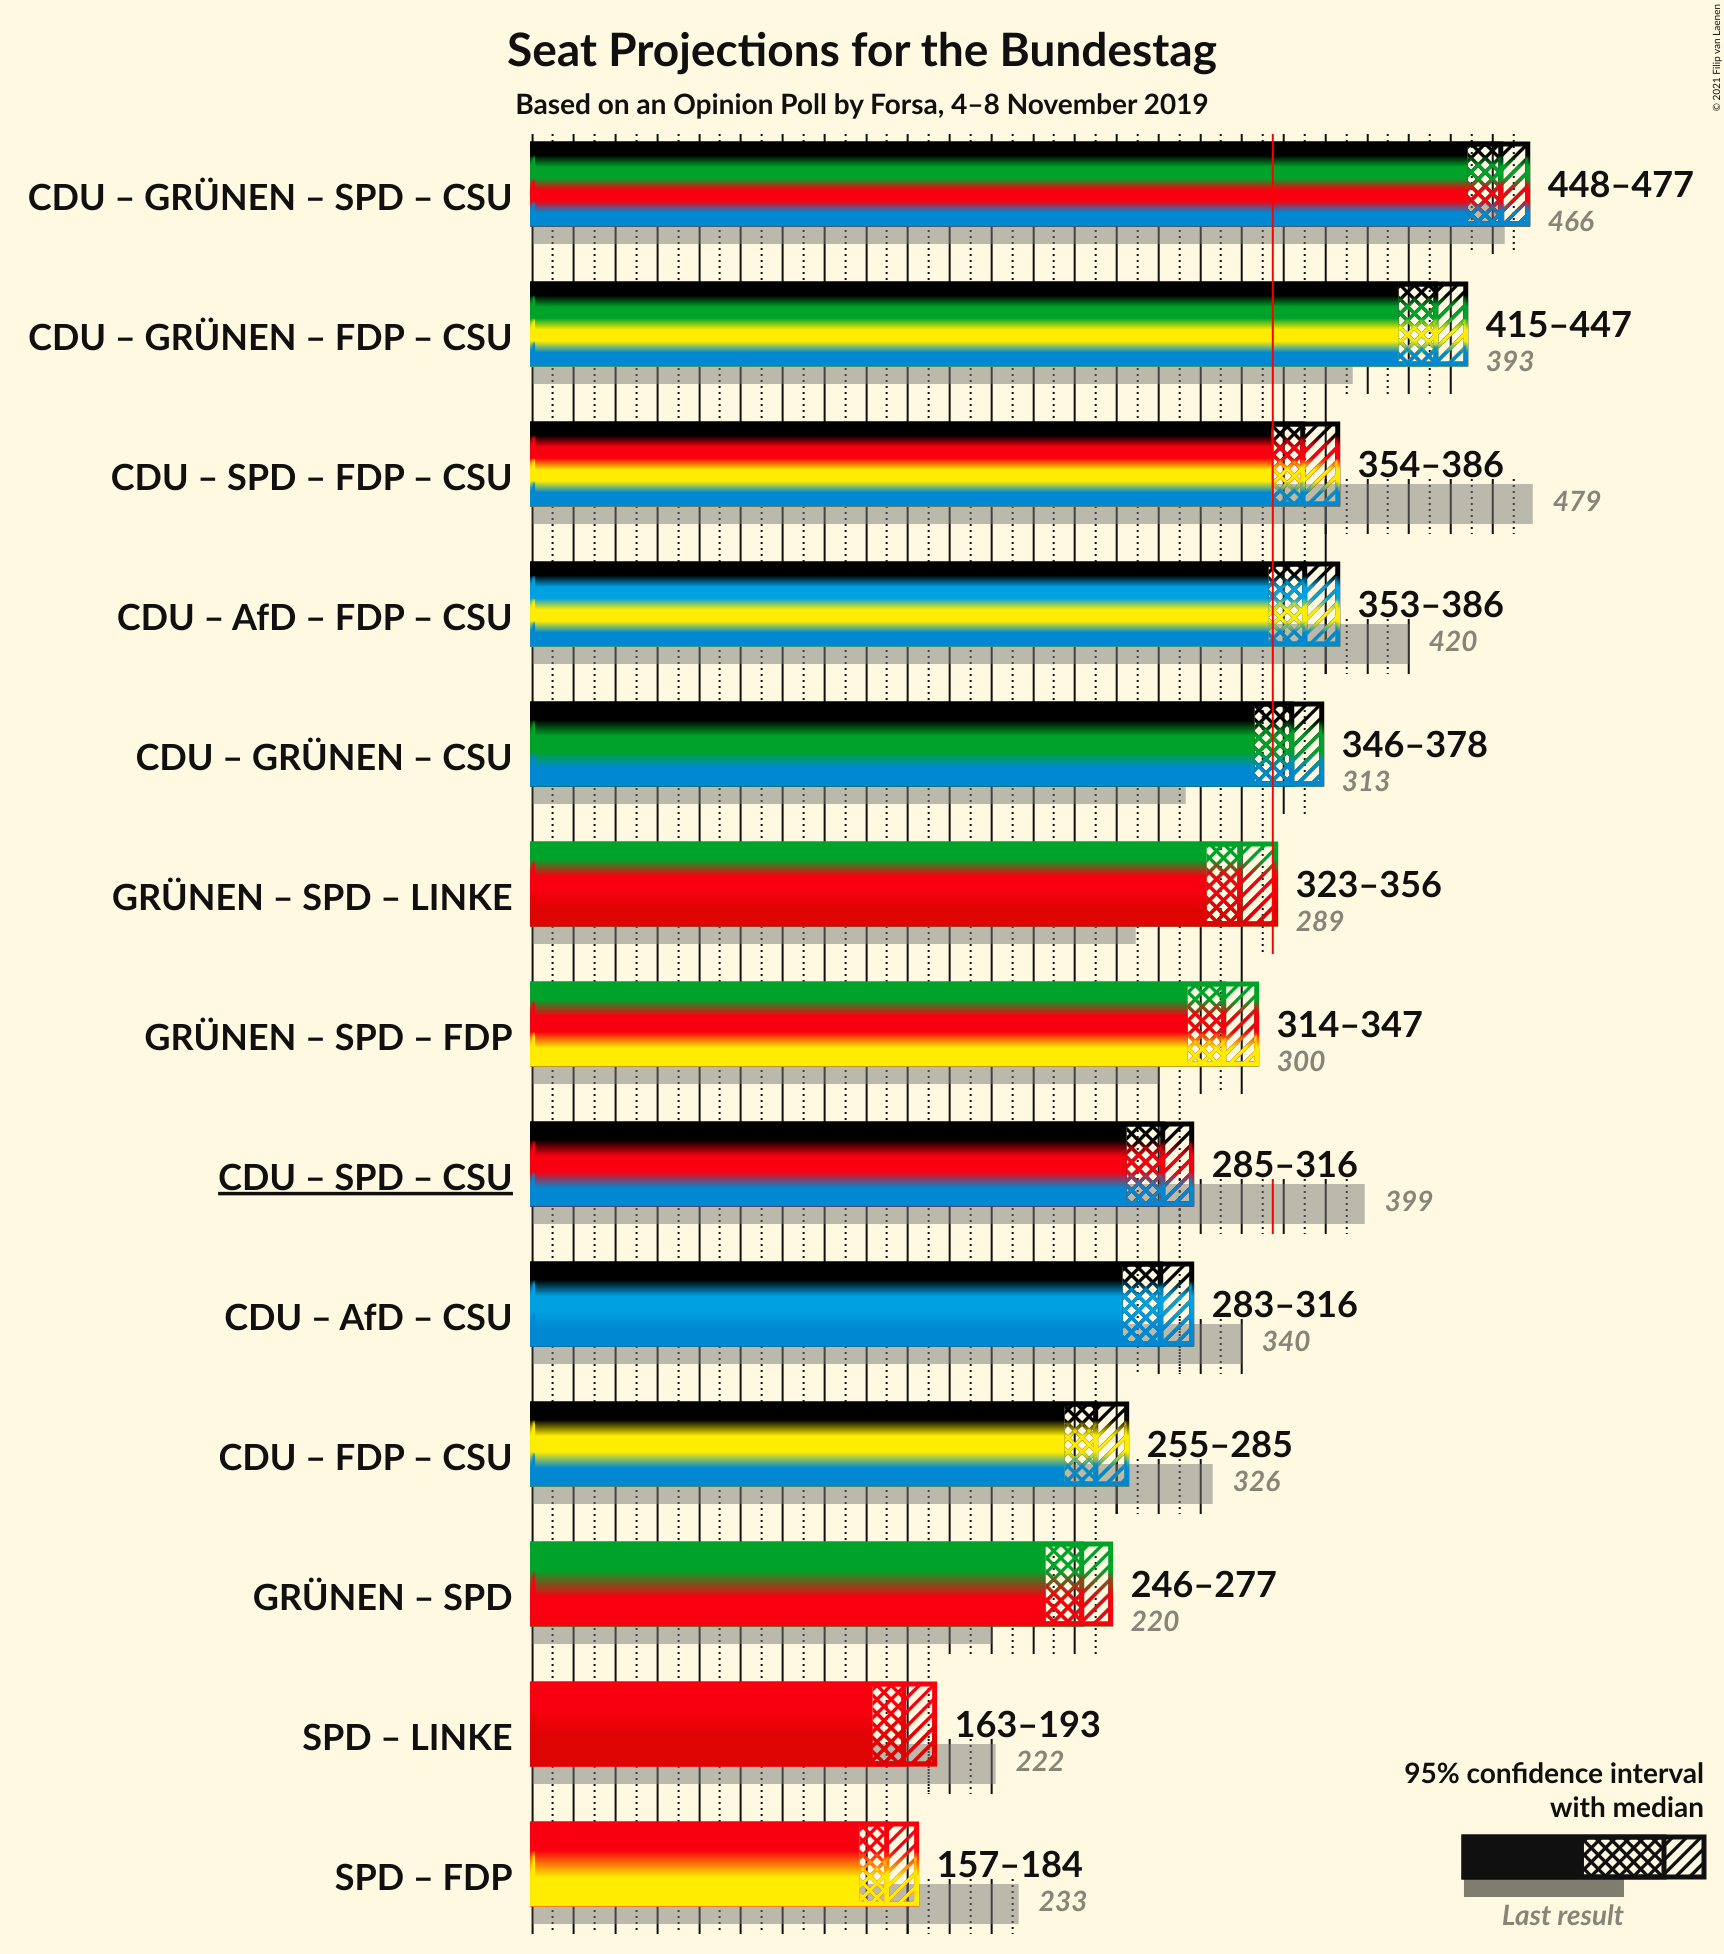 Seat Projections for the Bundestag
Based on an Opinion Poll by Forsa, 4–8 November 2019
© 2021 Filip van Laenen
CDU – GRÜNEN – SPD – CSU
448–477
466
CDU – GRÜNEN – FDP – CSU
415–447
393
CDU – SPD – FDP – CSU
354–386
479
CDU – AfD – FDP – CSU
353–386
420
CDU – GRÜNEN – CSU
346–378
313
GRÜNEN – SPD – LINKE
323–356
289
GRÜNEN – SPD – FDP
314–347
300
CDU – SPD – CSU
285–316
399
CDU – AfD – CSU
283–316
340
CDU – FDP – CSU
255–285
326
GRÜNEN – SPD
246–277
220
SPD – LINKE
163–193
222
SPD – FDP
157–184
233
95% confidence interval
with median
Last result